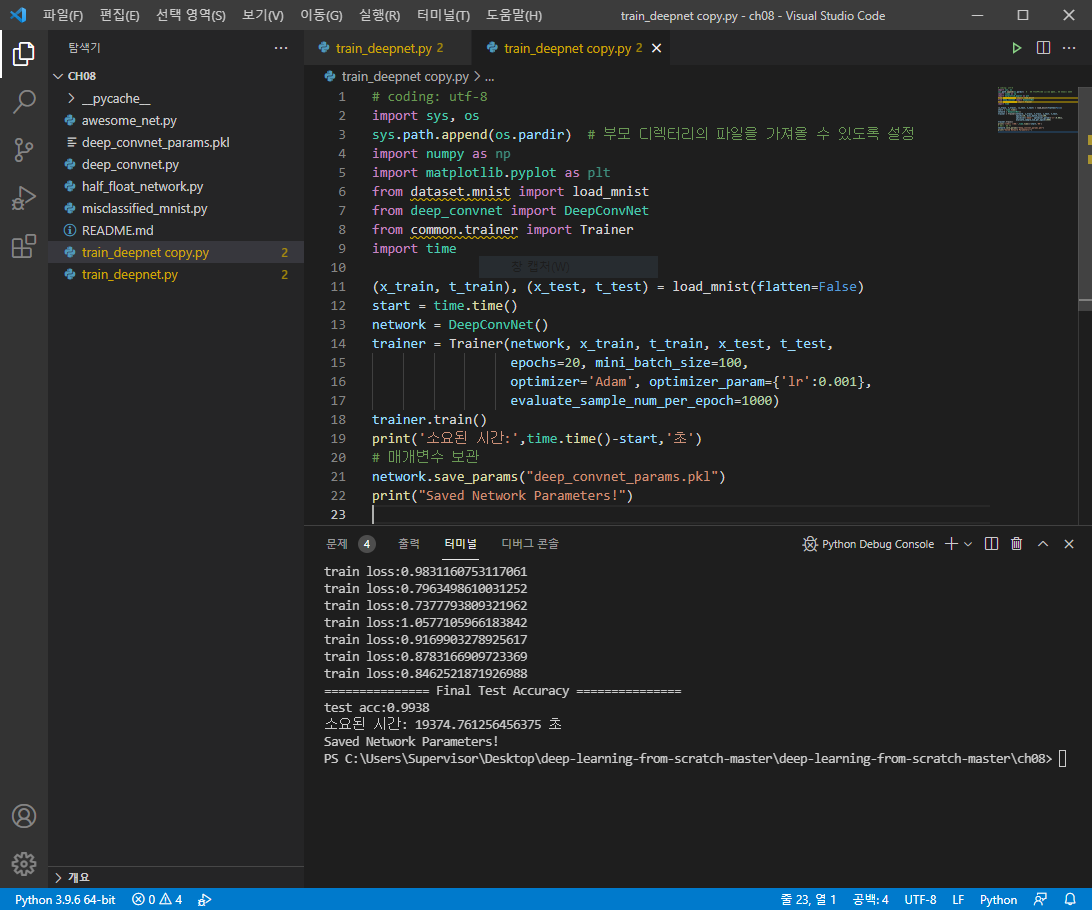 파일(F) 편집(E) 선택 영역(S) 보기(V) 이동(G) 실행(R) 터미널(T) 도움말(H) train_deepnet copy.py - ch08 - Visual Studio Code
탐색기 ···
CH08
__pycache__
awesome_net.py
deep_convnet_params.pkl
deep_convnet.py
half_float_network.py
misclassified_mnist.py
README.md
train_deepnet copy.py 2
train_deepnet.py 2
개요
train_deepnet.py 2 train_deepnet copy.py 2
train_deepnet copy.py > ...
1 # coding: utf-8
2 import sys, os
3 sys.path.append(os.pardir)  # 부모 디렉터리의 파일을 가져올 수 있도록 설정
4 import numpy as np
5 import matplotlib.pyplot as plt
6 from dataset.mnist import load_mnist
7 from deep_convnet import DeepConvNet
8 from common.trainer import Trainer
9 import time
10
창 캡처(W)
11 (x_train, t_train), (x_test, t_test) = load_mnist(flatten=False)
12 start = time.time()
13 network = DeepConvNet()
14 trainer = Trainer(network, x_train, t_train, x_test, t_test,
15                   epochs=20, mini_batch_size=100,
16                   optimizer='Adam', optimizer_param={'lr':0.001},
17                   evaluate_sample_num_per_epoch=1000)
18 trainer.train()
19 print('소요된 시간:',time.time()-start,'초')
20 # 매개변수 보관
21 network.save_params("deep_convnet_params.pkl")
22 print("Saved Network Parameters!")
23
문제 4 출력 터미널 디버그 콘솔 Python Debug Console
train loss:0.9831160753117061
train loss:0.7963498610031252
train loss:0.7377793809321962
train loss:1.0577105966183842
train loss:0.9169903278925617
train loss:0.8783166909723369
train loss:0.8462521871926988
=============== Final Test Accuracy ===============
test acc:0.9938
소요된 시간: 19374.761256456375 초
Saved Network Parameters!
PS C:\Users\Supervisor\Desktop\deep-learning-from-scratch-master\deep-learning-from-scratch-master\ch08>
Python 3.9.6 64-bit 0 4 줄 23, 열 1 공백: 4 UTF-8 LF Python